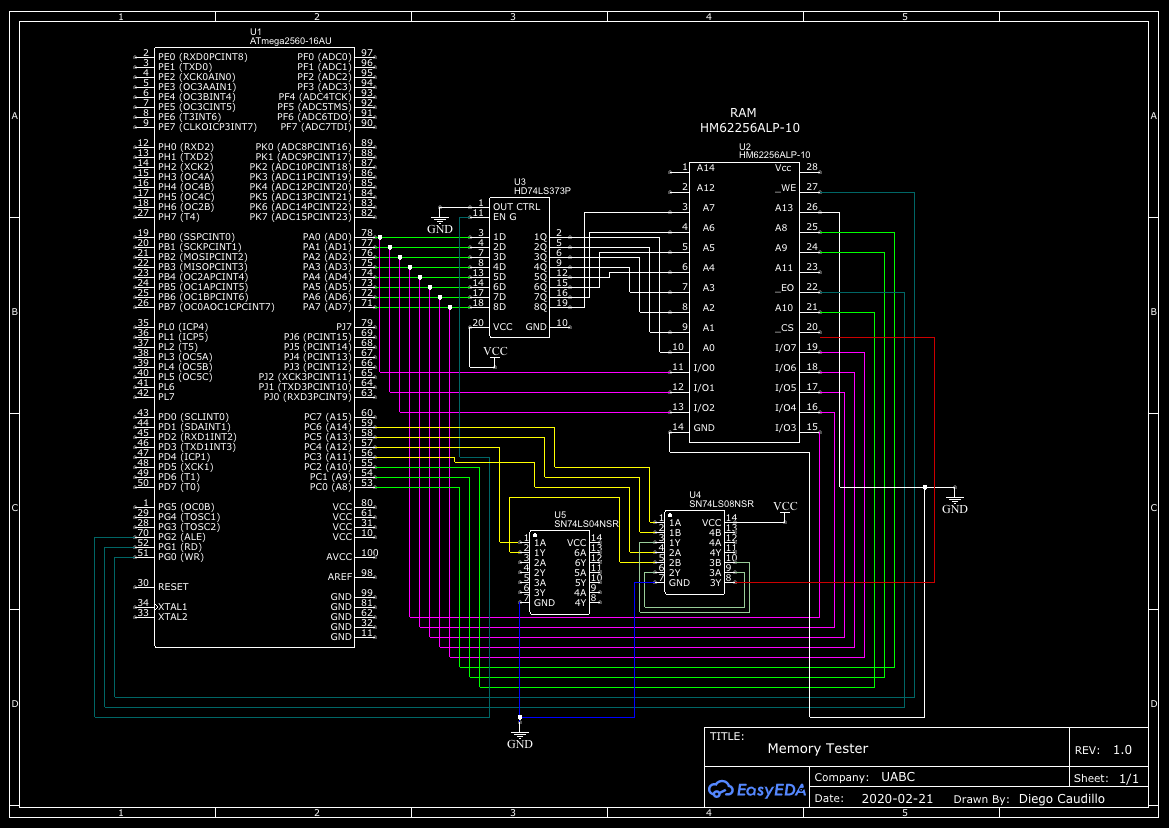 1 2 3 4 5
A A
B B
C C
D D
U1
ATmega2560-16AU
2 PE0 (RXD0PCINT8) PF0 (ADC0) 97
3 PE1 (TXD0) PF1 (ADC1) 96
4 PE2 (XCK0AIN0) PF2 (ADC2) 95
5 PE3 (OC3AAIN1) PF3 (ADC3) 94
6 PE4 (OC3BINT4) PF4 (ADC4TCK) 93
7 PE5 (OC3CINT5) PF5 (ADC5TMS) 92
8 PE6 (T3INT6) PF6 (ADC6TDO) 91
9 PE7 (CLKOICP3INT7) PF7 (ADC7TDI) 90
12 PH0 (RXD2) PK0 (ADC8PCINT16) 89
13 PH1 (TXD2) PK1 (ADC9PCINT17) 88
14 PH2 (XCK2) PK2 (ADC10PCINT18) 87
15 PH3 (OC4A) PK3 (ADC11PCINT19) 86
16 PH4 (OC4B) PK4 (ADC12PCINT20) 85
17 PH5 (OC4C) PK5 (ADC13PCINT21) 84
18 PH6 (OC2B) PK6 (ADC14PCINT22) 83
27 PH7 (T4) PK7 (ADC15PCINT23) 82
19 PB0 (SSPCINT0) PA0 (AD0) 78
20 PB1 (SCKPCINT1) PA1 (AD1) 77
21 PB2 (MOSIPCINT2) PA2 (AD2) 76
22 PB3 (MISOPCINT3) PA3 (AD3) 75
23 PB4 (OC2APCINT4) PA4 (AD4) 74
24 PB5 (OC1APCINT5) PA5 (AD5) 73
25 PB6 (OC1BPCINT6) PA6 (AD6) 72
26 PB7 (OC0AOC1CPCINT7) PA7 (AD7) 71
35 PL0 (ICP4) PJ7 79
36 PL1 (ICP5) PJ6 (PCINT15) 69
37 PL2 (T5) PJ5 (PCINT14) 68
38 PL3 (OC5A) PJ4 (PCINT13) 67
39 PL4 (OC5B) PJ3 (PCINT12) 66
40 PL5 (OC5C) PJ2 (XCK3PCINT11) 65
41 PL6 PJ1 (TXD3PCINT10) 64
42 PL7 PJ0 (RXD3PCINT9) 63
43 PD0 (SCLINT0) PC7 (A15) 60
44 PD1 (SDAINT1) PC6 (A14) 59
45 PD2 (RXD1INT2) PC5 (A13) 58
46 PD3 (TXD1INT3) PC4 (A12) 57
47 PD4 (ICP1) PC3 (A11) 56
48 PD5 (XCK1) PC2 (A10) 55
49 PD6 (T1) PC1 (A9) 54
50 PD7 (T0) PC0 (A8) 53
1 PG5 (OC0B) VCC 80
29 PG4 (TOSC1) VCC 61
28 PG3 (TOSC2) VCC 31
70 PG2 (ALE) VCC 10
52 PG1 (RD)
51 PG0 (WR) AVCC 100
AREF 98
30 RESET
GND 99
34 XTAL1 GND 81
33 XTAL2 GND 62
GND 32
GND 11
U3
HD74LS373P
1 OUT CTRL
11 EN G
3 1D 1Q 2
4 2D 2Q 5
7 3D 3Q 6
8 4D 4Q 9
13 5D 5Q 12
14 6D 6Q 15
17 7D 7Q 16
18 8D 8Q 19
20 VCC GND 10
GND
VCC
RAM
HM62256ALP-10
U2
HM62256ALP-10
1 A14 Vcc 28
2 A12 _WE 27
3 A7 A13 26
4 A6 A8 25
5 A5 A9 24
6 A4 A11 23
7 A3 _EO 22
8 A2 A10 21
9 A1 _CS 20
10 A0 I/O7 19
11 I/O0 I/O6 18
12 I/O1 I/O5 17
13 I/O2 I/O4 16
14 GND I/O3 15
GND
U5
SN74LS04NSR
1 1A VCC 14
2 1Y 6A 13
3 2A 6Y 12
4 2Y 5A 11
5 3A 5Y 10
6 3Y 4A 9
7 GND 4Y 8
U4
SN74LS08NSR
1 1A VCC 14
2 1B 4B 13
3 1Y 4A 12
4 2A 4Y 11
5 2B 3B 10
6 2Y 3A 9
7 GND 3Y 8
VCC
GND
TITLE:
Memory Tester
REV: 1.0
EasyEDA
Company: UABC
Sheet: 1/1
Date: 2020-02-21 Drawn By: Diego Caudillo
1 2 3 4 5